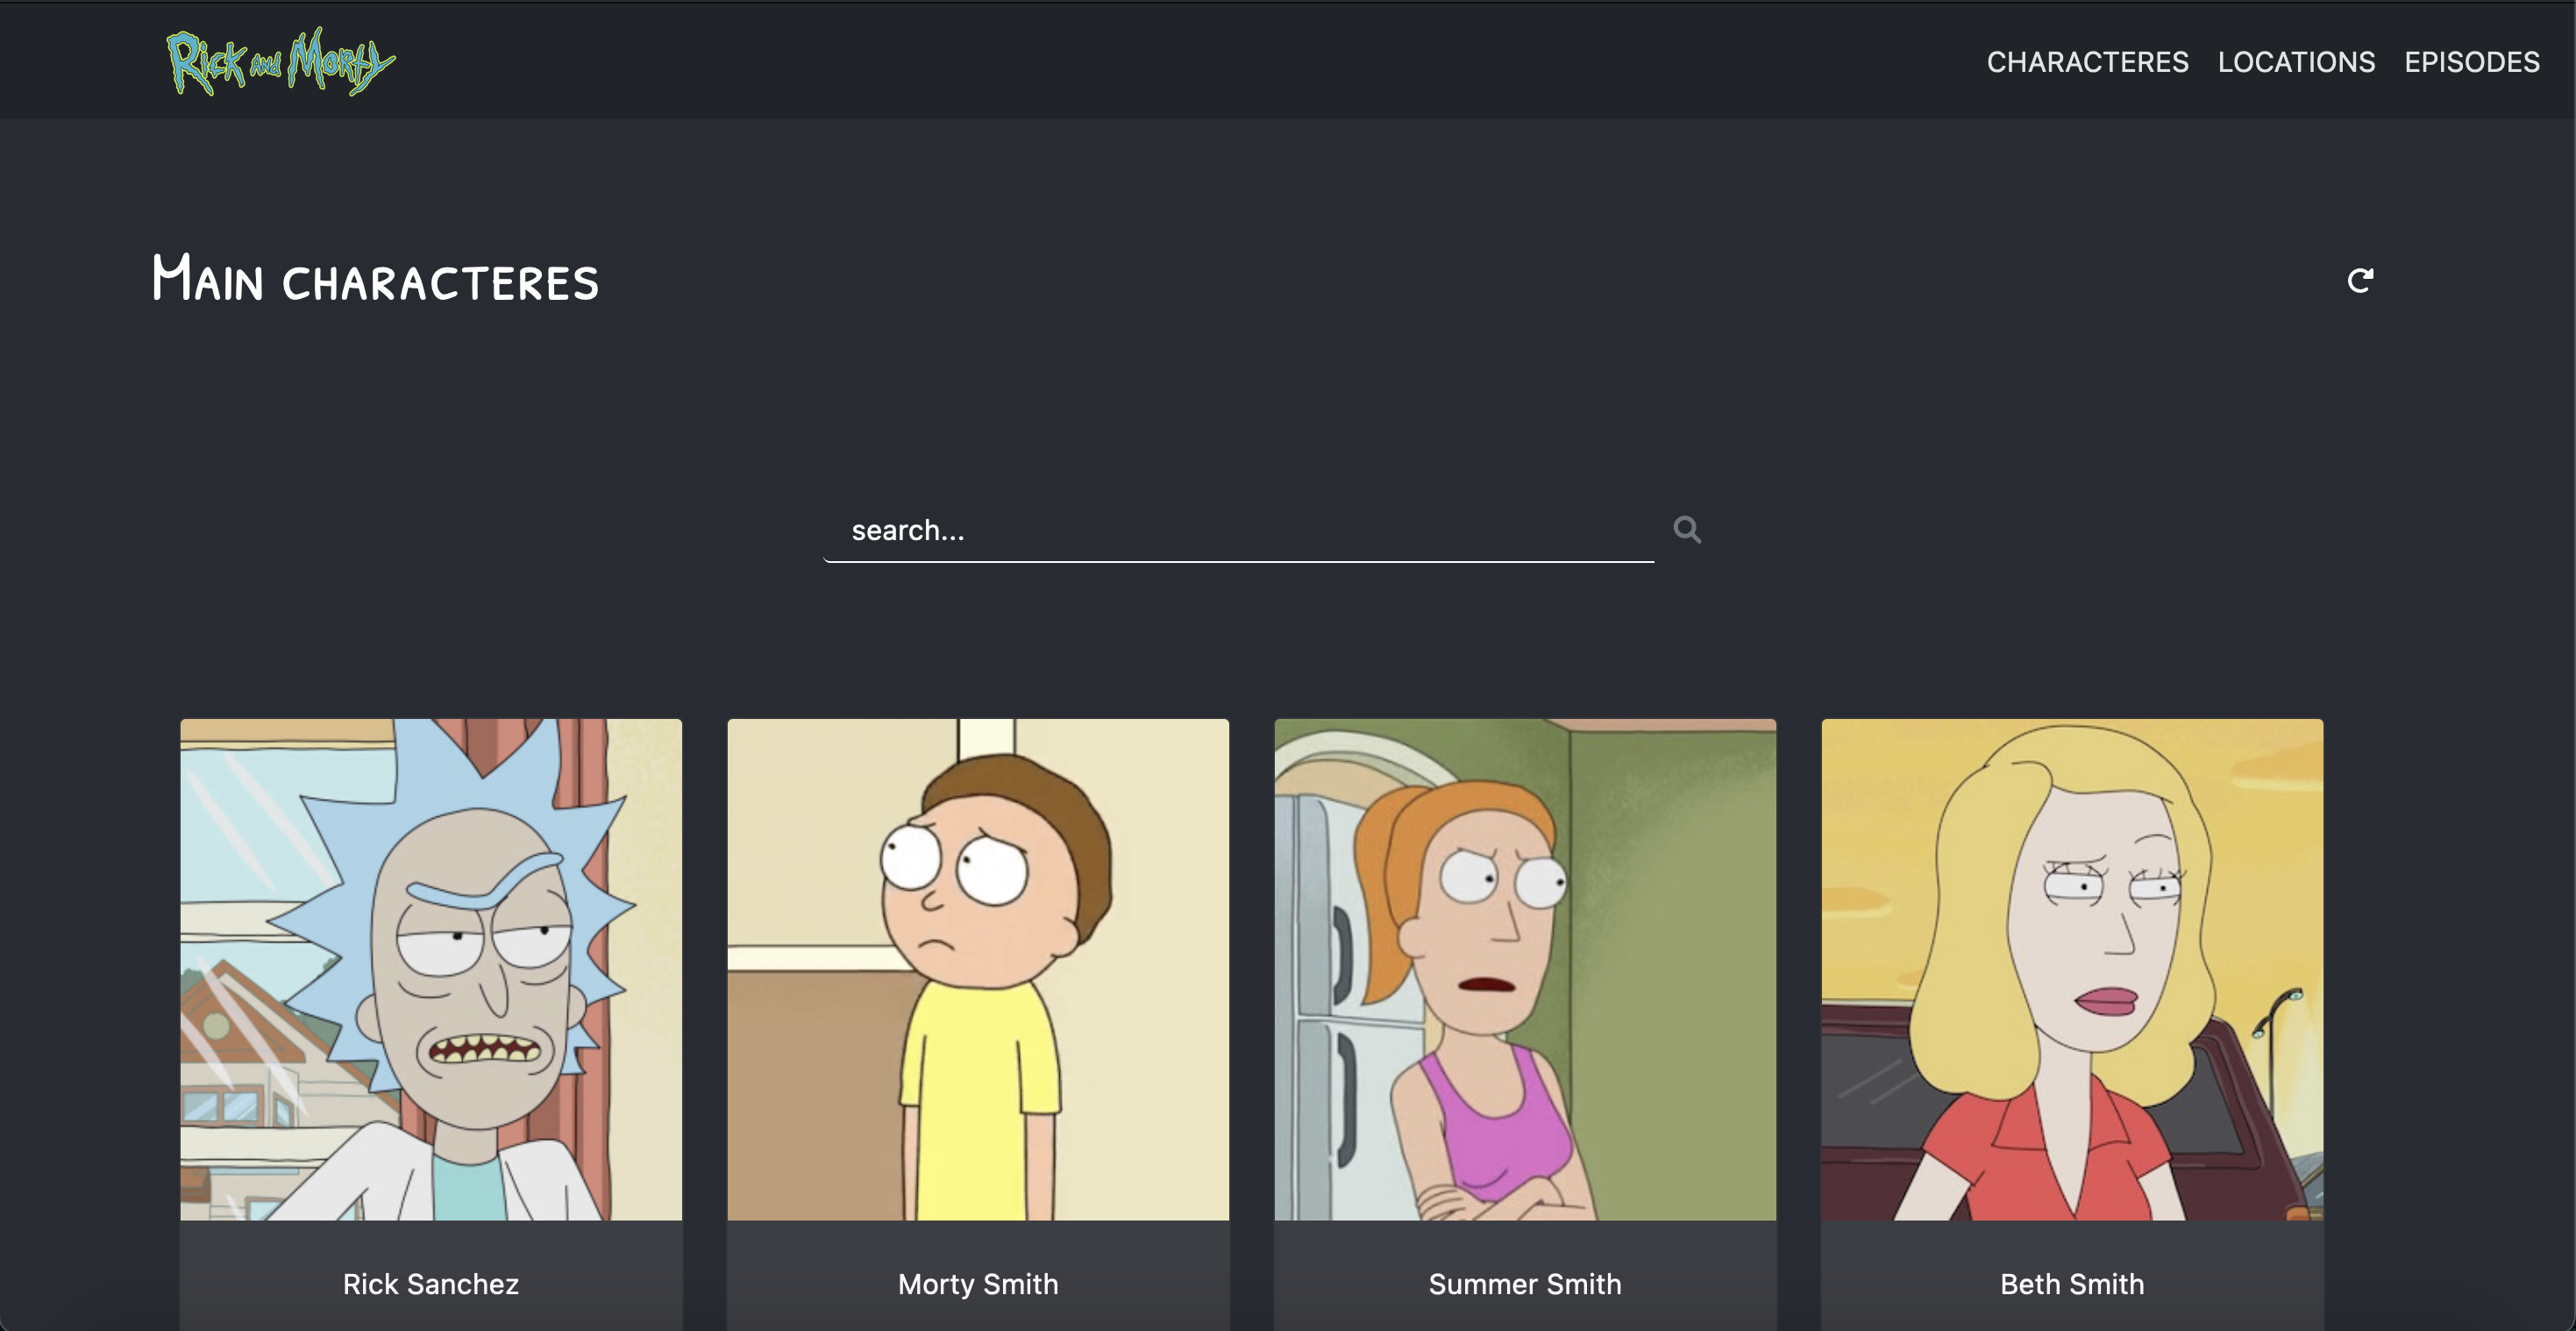 Rick and Morty
CHARACTERES LOCATIONS EPISODES
Main characteres
search...
Rick Sanchez
Morty Smith
Summer Smith
Beth Smith